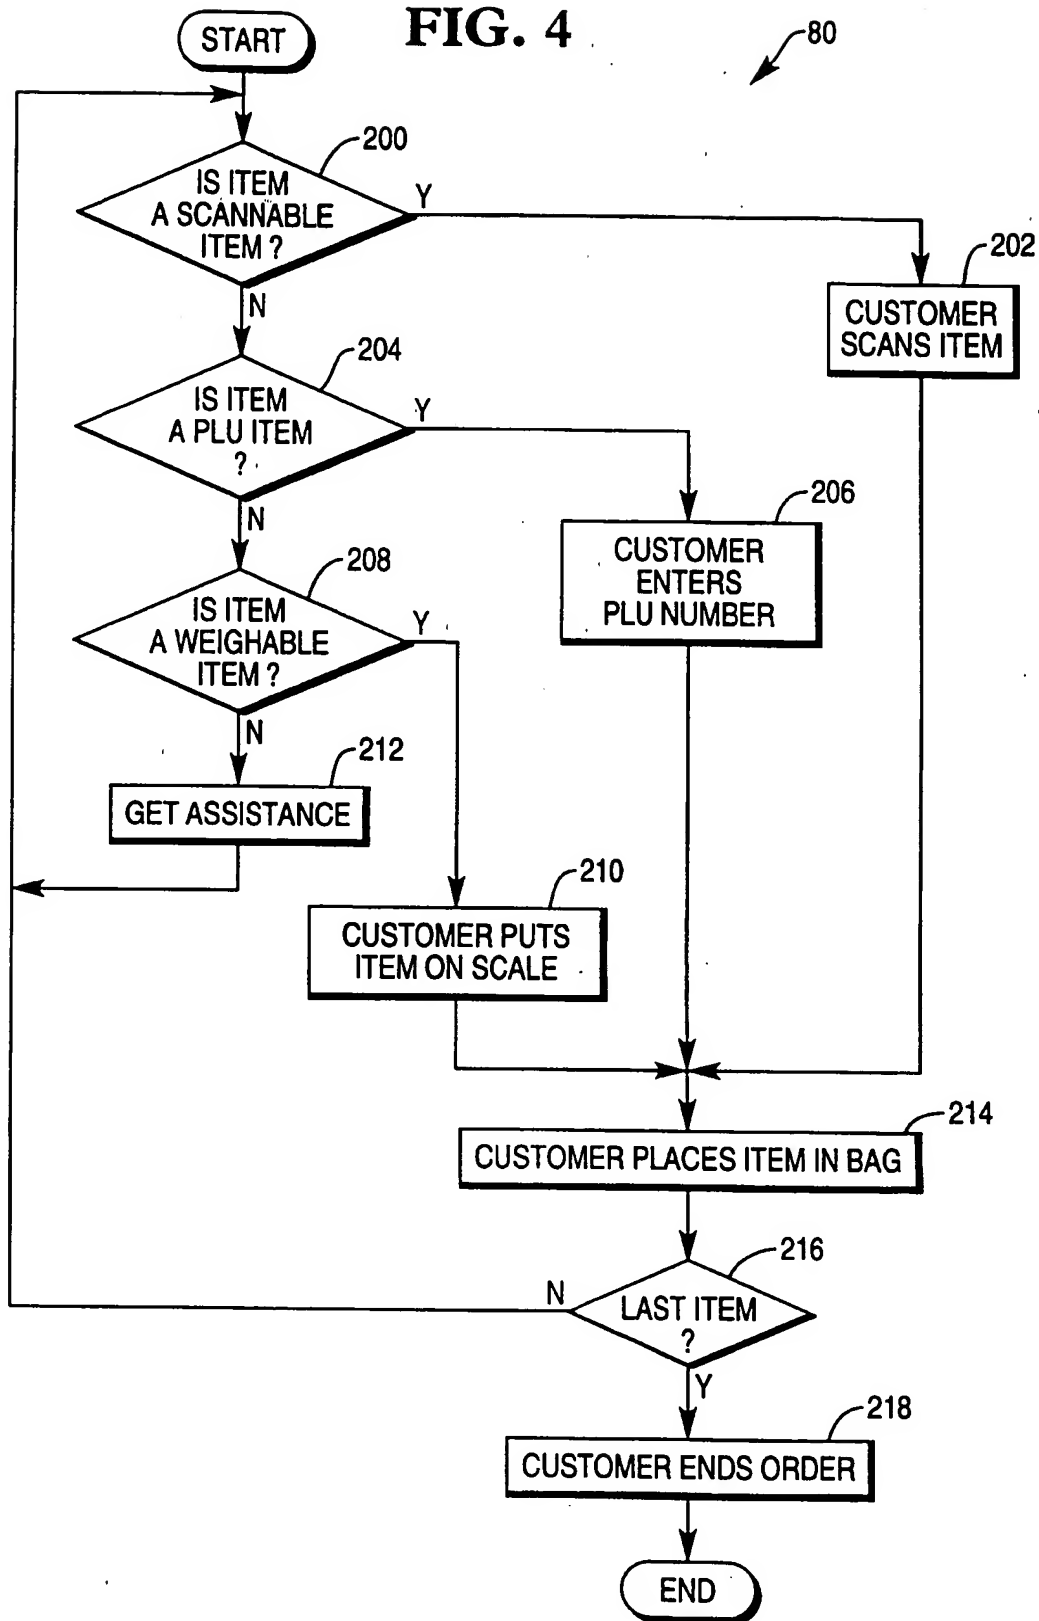 FIG. 4
80
START
200
IS ITEM
A SCANNABLE
ITEM ?
Y
N
202
CUSTOMER
SCANS ITEM
204
IS ITEM
A PLU ITEM
?
Y
N
206
CUSTOMER
ENTERS
PLU NUMBER
208
IS ITEM
A WEIGHABLE
ITEM ?
Y
N
212
GET ASSISTANCE
210
CUSTOMER PUTS
ITEM ON SCALE
214
CUSTOMER PLACES ITEM IN BAG
216
LAST ITEM
?
N
Y
218
CUSTOMER ENDS ORDER
END